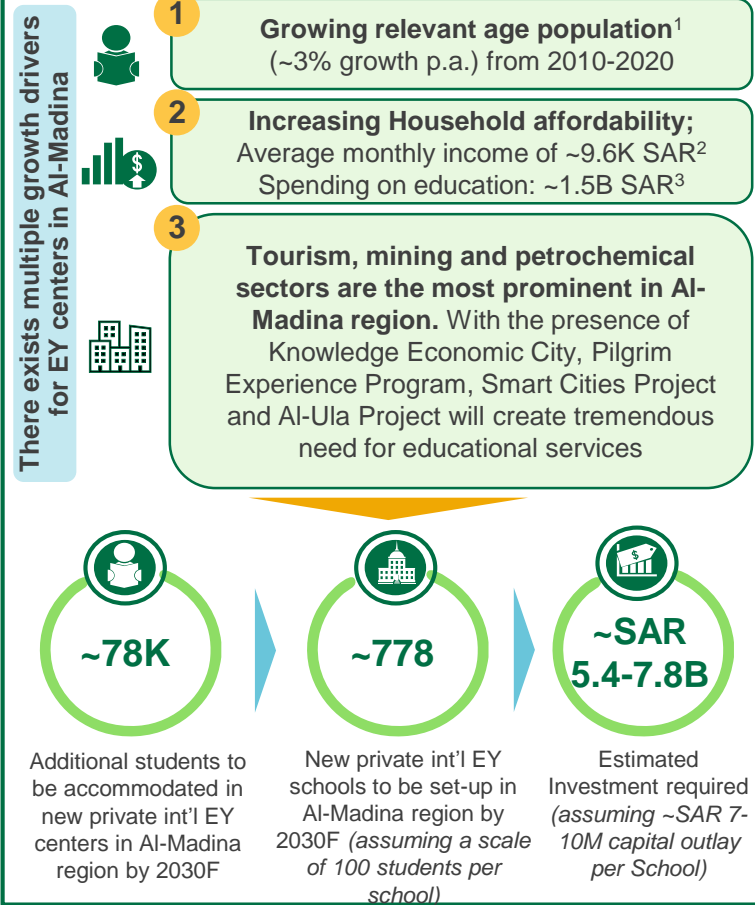 There exists multiple growth drivers
for EY centers in Al-Madina
1
Growing relevant age population1
(~3% growth p.a.) from 2010-2020
2
Increasing Household affordability;
Average monthly income of ~9.6K SAR2
Spending on education: ~1.5B SAR3
$
3
Tourism, mining and petrochemical
sectors are the most prominent in Al-
Madina region. With the presence of
Knowledge Economic City, Pilgrim
Experience Program, Smart Cities Project
and Al-Ula Project will create tremendous
need for educational services
~78K
Additional students to
be accommodated in
new private int'l EY
centers in Al-Madina
region by 2030F
~778
New private int'l EY
schools to be set-up in
Al-Madina region by
2030F (assuming a scale
of 100 students per
school)
$
~SAR
5.4-7.8B
Estimated
Investment required
(assuming ~SAR 7-
10M capital outlay
per School)